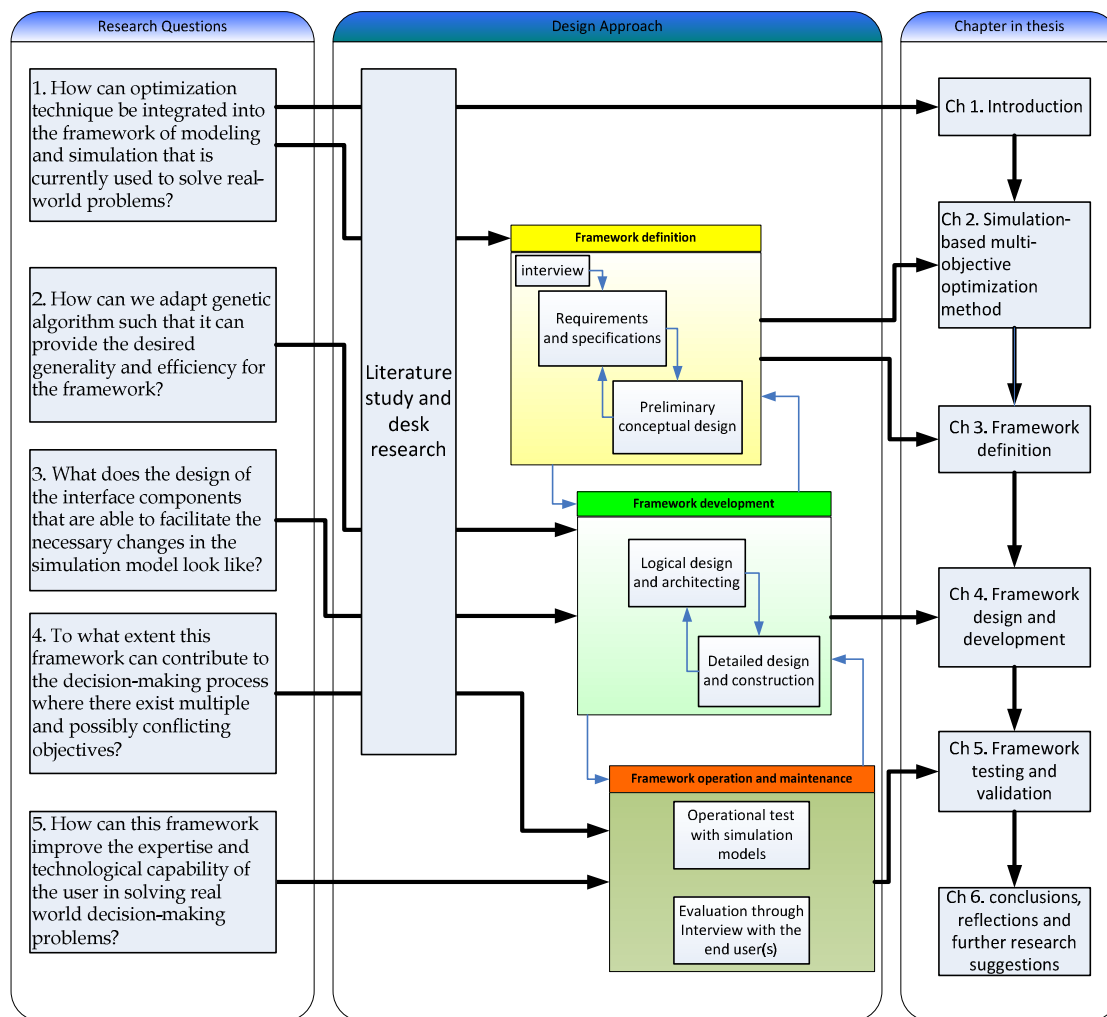 Research Questions
1. How can optimization
technique be integrated into
the framework of modeling
and simulation that is
currently used to solve real-
world problems?
2. How can we adapt genetic
algorithm such that it can
provide the desired
generality and efficiency for
the framework?
3. What does the design of
the interface components
that are able to facilitate the
necessary changes in the
simulation model look like?
4. To what extent this
framework can contribute to
the decision-making process
where there exist multiple
and possibly conflicting
objectives?
5. How can this framework
improve the expertise and
technological capability of
the user in solving real
world decision-making
problems?
Design Approach
Literature
study and
desk
research
Framework definition
interview
Requirements
and specifications
Preliminary
conceptual design
Framework development
Logical design
and architecting
Detailed design
and construction
Framework operation and maintenance
Operational test
with simulation
models
Evaluation through
Interview with the
end user(s)
Chapter in thesis
Ch 1. Introduction
Ch 2. Simulation-
based multi-
objective
optimization
method
Ch 3. Framework
definition
Ch 4. Framework
design and
development
Ch 5. Framework
testing and
validation
Ch 6. conclusions,
reflections and
further research
suggestions